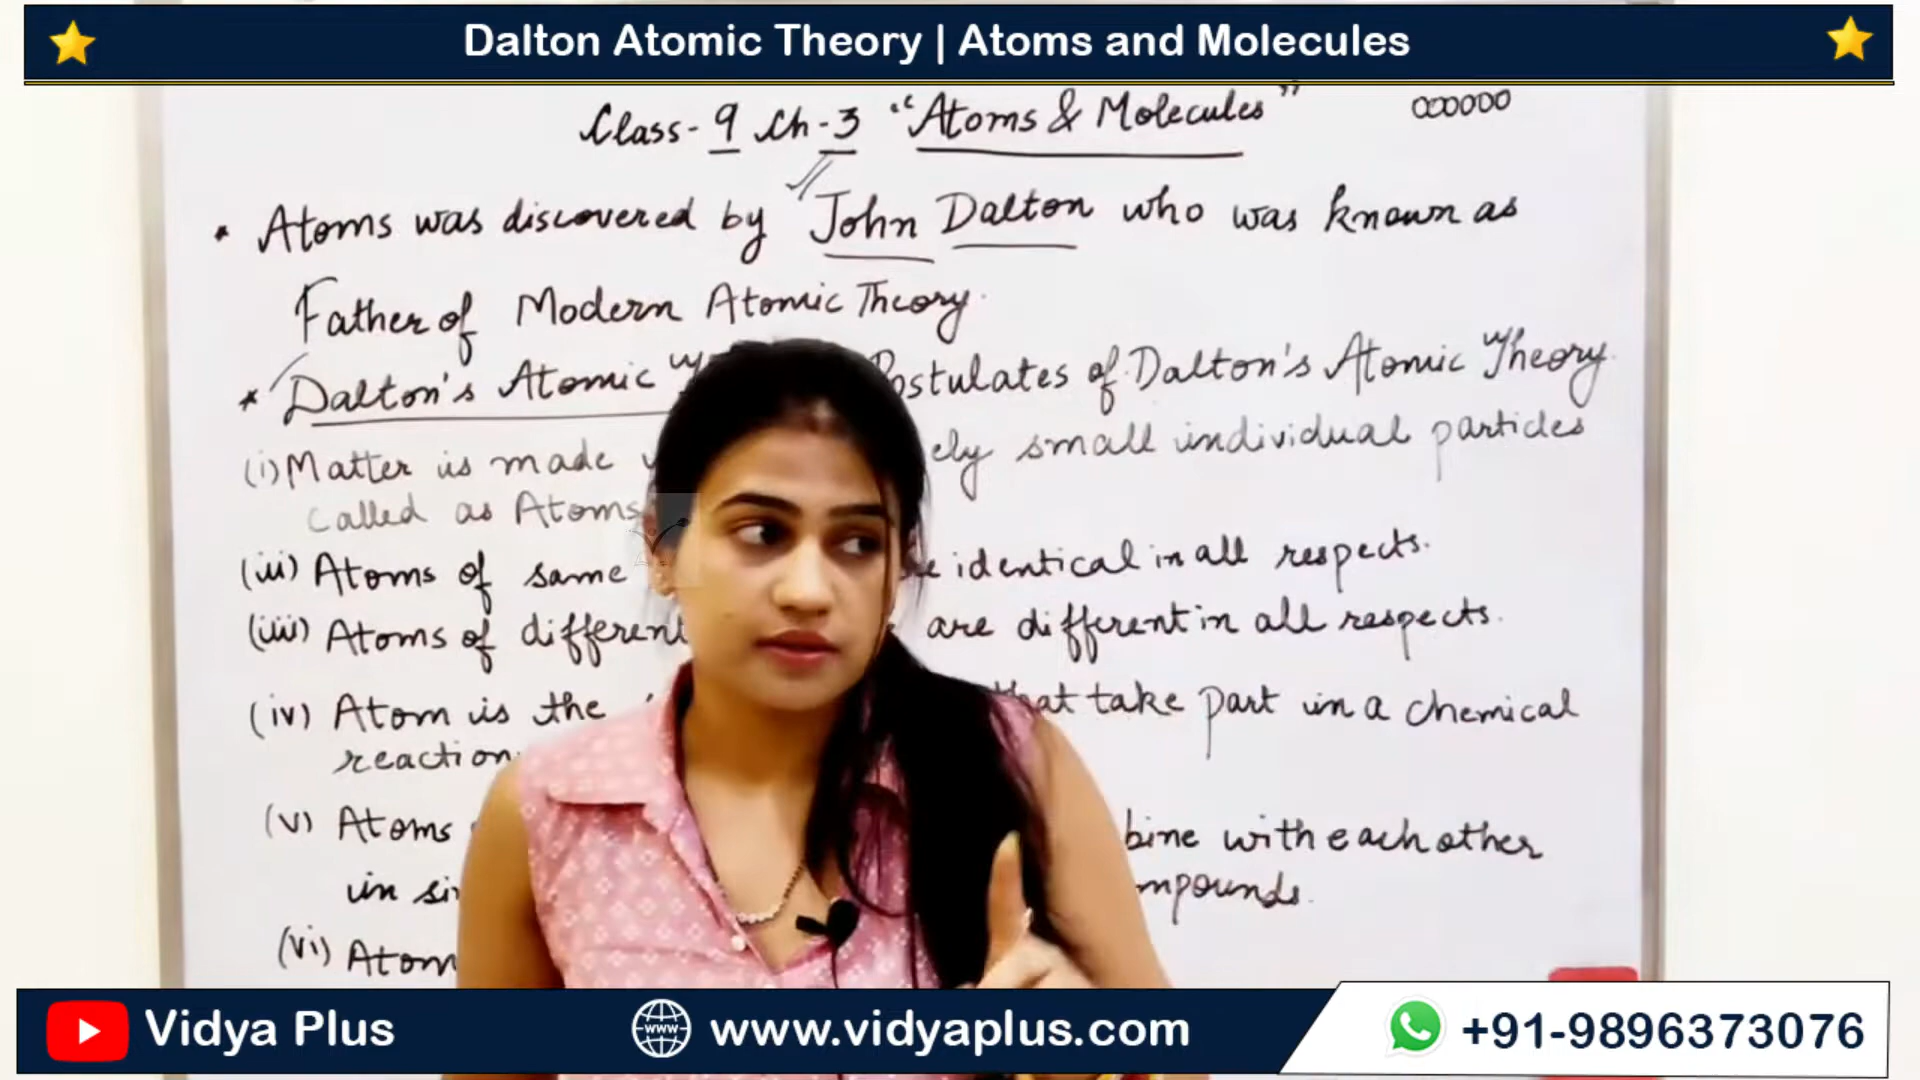 Dalton Atomic Theory | Atoms and Molecules
Class-9 Ch-3 "Atoms & Molecules"
• Atoms was discovered by John Dalton who was known as
Father of Modern Atomic Theory.
* Dalton's Atomic Postulates of Dalton's Atomic Theory.
(i) Matter is made ely small individual particles
called as Atoms
(ii) Atoms of same identical in all respects.
(iii) Atoms of different are different in all respects.
(iv) Atom is the that take part in a chemical
reaction.
(v) Atoms bine with each other
in si mpounds.
(vi) Atom
Vidya Plus
www.vidyaplus.com
+91-9896373076